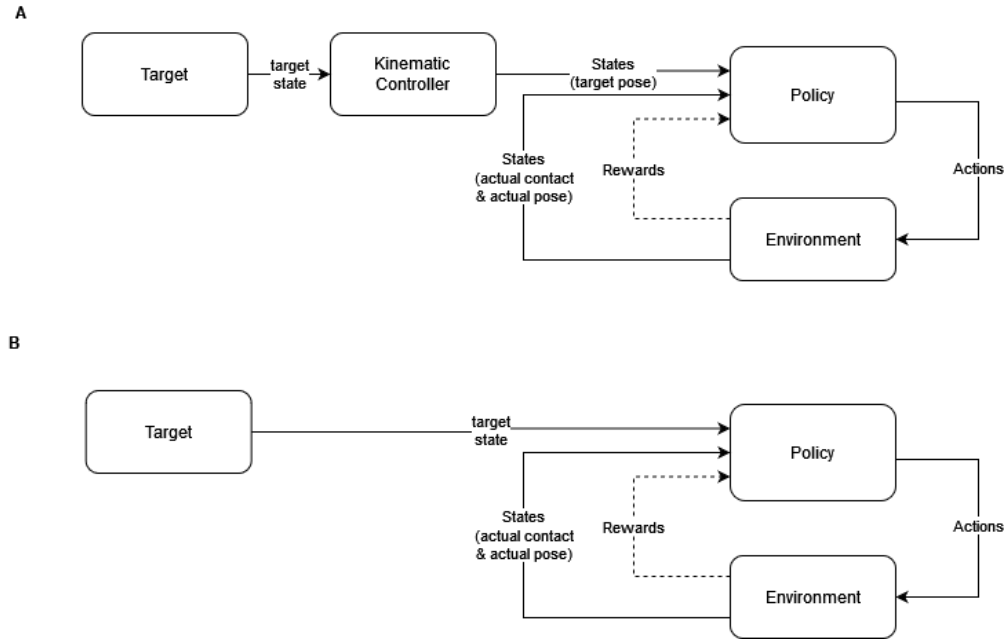 A
Target
target
state
Kinematic
Controller
States
(target pose)
Policy
States
(actual contact
& actual pose)
Rewards
Actions
Environment
B
Target
target
state
Policy
States
(actual contact
& actual pose)
Rewards
Actions
Environment